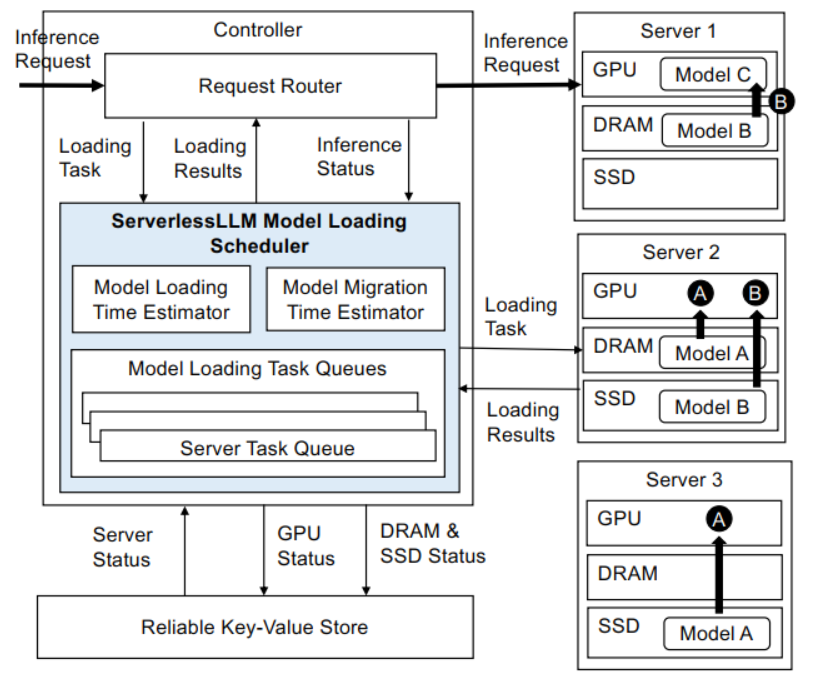 Controller
Inference
Request
Request Router
Inference
Request
Loading
Task
Loading
Results
Inference
Status
ServerlessLLM Model Loading
Scheduler
Model Loading
Time Estimator
Model Migration
Time Estimator
Model Loading Task Queues
Server Task Queue
Loading
Task
Loading
Results
Server
Status
GPU
Status
DRAM &
SSD Status
Reliable Key-Value Store
Server 1
GPU
Model C
B
DRAM
Model B
SSD
Server 2
GPU
A
B
DRAM
Model A
SSD
Model B
Server 3
GPU
A
DRAM
SSD
Model A